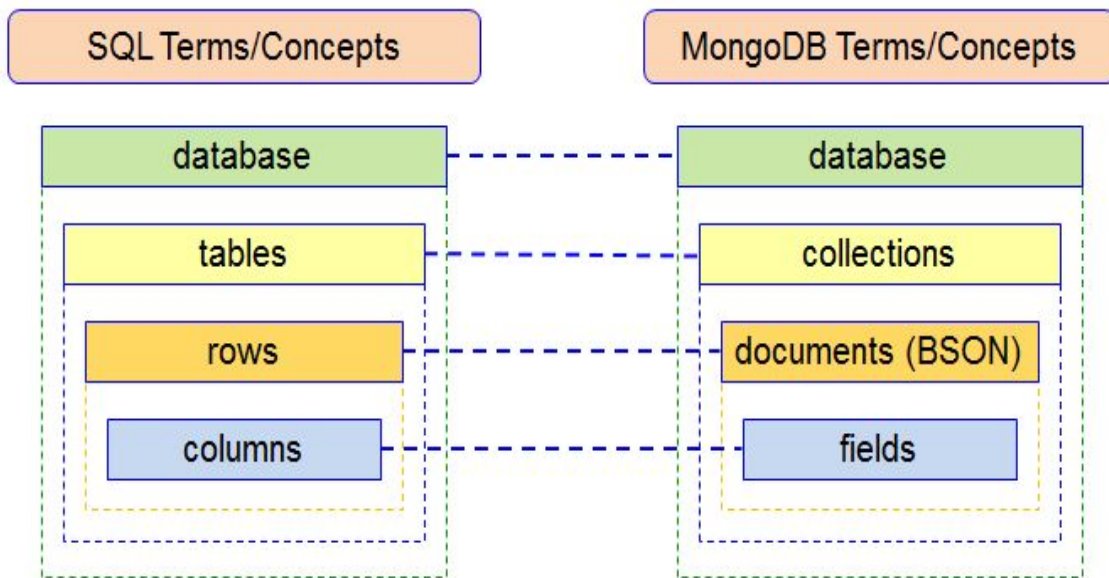 SQL Terms/Concepts
MongoDB Terms/Concepts
database
database
tables
collections
rows
documents (BSON)
columns
fields